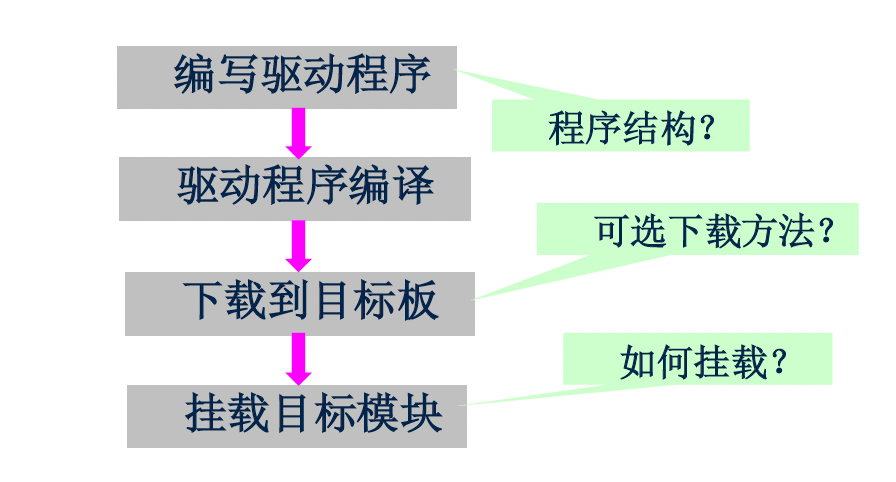 编写驱动程序
程序结构？
驱动程序编译
可选下载方法？
下载到目标板
如何挂载？
挂载目标模块